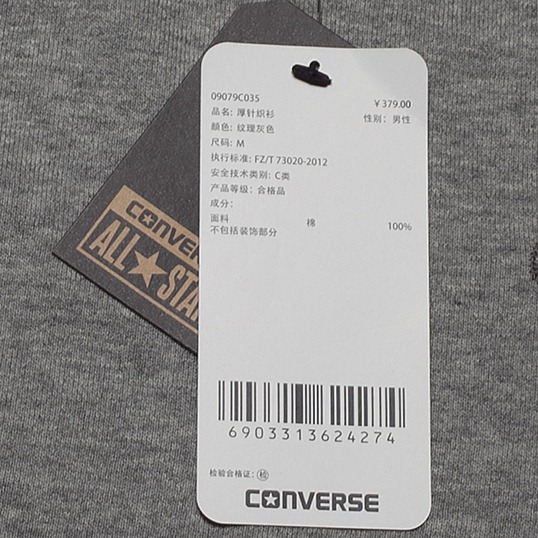 09079C035 ￥379.00
品名: 厚针织衫 性别: 男性
颜色: 纹理灰色
尺码: M
执行标准: FZ/T 73020-2012
安全技术类别: C类
产品等级: 合格品
成分:
面料 棉 100%
不包括装饰部分
6903313624274
检验合格证: 检
CONVERSE
CONVE
ALL STA